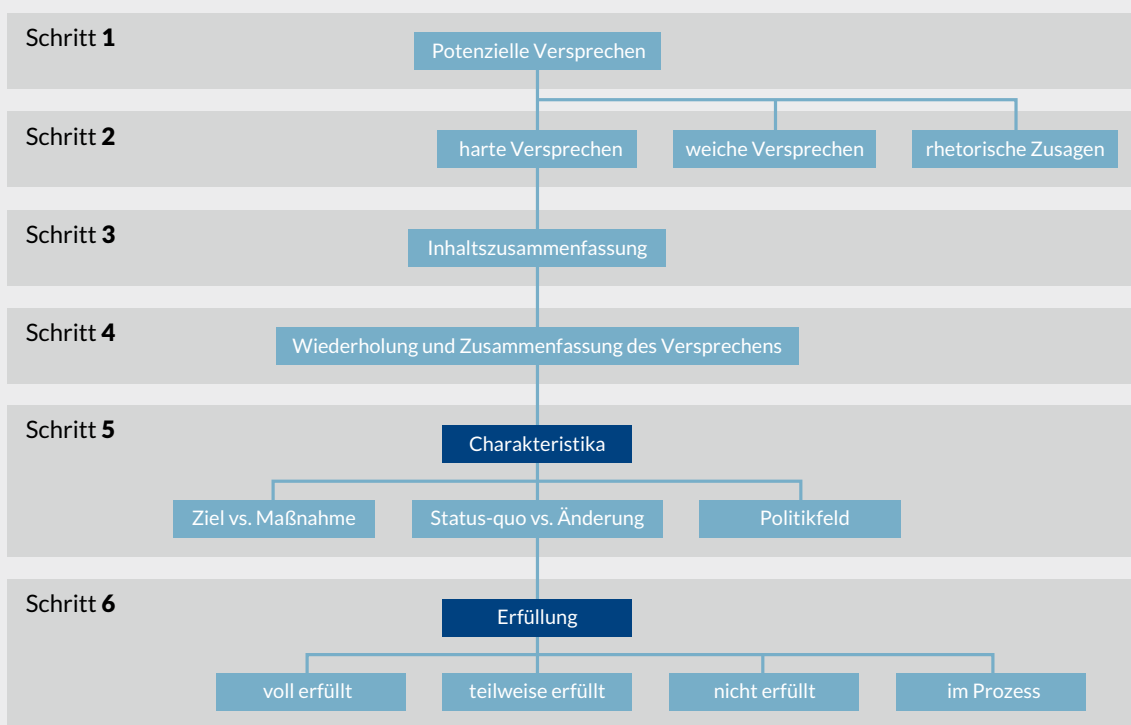 Schritt 1
Potenzielle Versprechen
Schritt 2
harte Versprechen
weiche Versprechen
rhetorische Zusagen
Schritt 3
Inhaltszusammenfassung
Schritt 4
Wiederholung und Zusammenfassung des Versprechens
Schritt 5
Charakteristika
Ziel vs. Maßnahme
Status-quo vs. Änderung
Politikfeld
Schritt 6
Erfüllung
voll erfüllt
teilweise erfüllt
nicht erfüllt
im Prozess